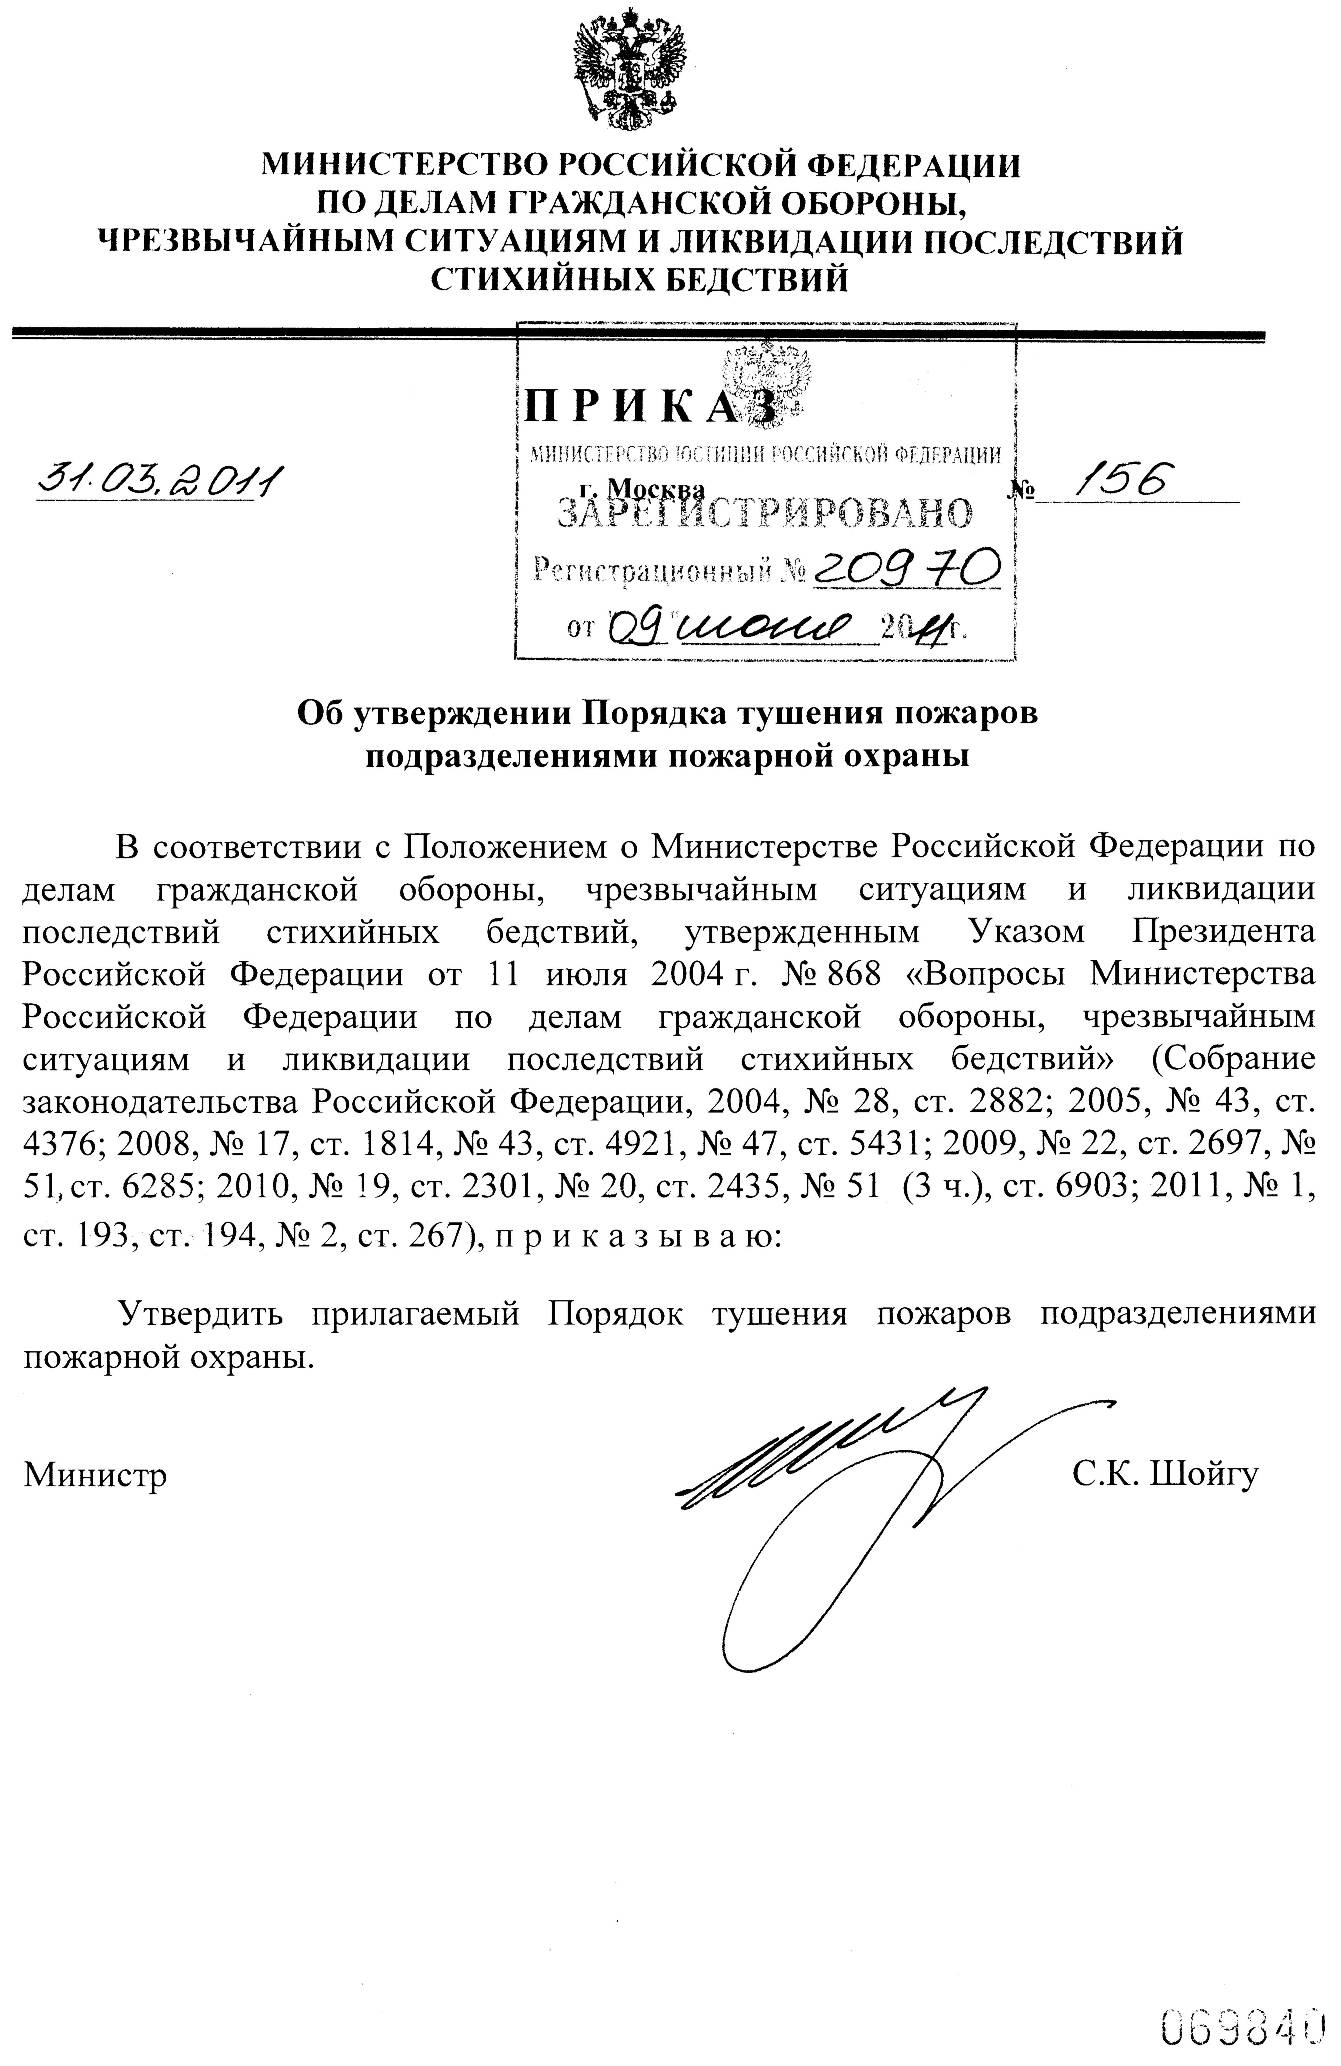 МИНИСТЕРСТВО РОССИЙСКОЙ ФЕДЕРАЦИИ
ПО ДЕЛАМ ГРАЖДАНСКОЙ ОБОРОНЫ,
ЧРЕЗВЫЧАЙНЫМ СИТУАЦИЯМ И ЛИКВИДАЦИИ ПОСЛЕДСТВИЙ
СТИХИЙНЫХ БЕДСТВИЙ
ПРИКАЗ
МИНИСТЕРСТВО ЮСТИЦИИ РОССИЙСКОЙ ФЕДЕРАЦИИ
31.03.2011 г. Москва № 156
ЗАРЕГИСТРИРОВАНО
Регистрационный № 20970
от "09" июня 2011г.
Об утверждении Порядка тушения пожаров
подразделениями пожарной охраны
В соответствии с Положением о Министерстве Российской Федерации по
делам гражданской обороны, чрезвычайным ситуациям и ликвидации
последствий стихийных бедствий, утвержденным Указом Президента
Российской Федерации от 11 июля 2004 г. № 868 «Вопросы Министерства
Российской Федерации по делам гражданской обороны, чрезвычайным
ситуациям и ликвидации последствий стихийных бедствий» (Собрание
законодательства Российской Федерации, 2004, № 28, ст. 2882; 2005, № 43, ст.
4376; 2008, № 17, ст. 1814, № 43, ст. 4921, № 47, ст. 5431; 2009, № 22, ст. 2697, №
51, ст. 6285; 2010, № 19, ст. 2301, № 20, ст. 2435, № 51 (3 ч.), ст. 6903; 2011, № 1,
ст. 193, ст. 194, № 2, ст. 267), п р и к а з ы в а ю:
Утвердить прилагаемый Порядок тушения пожаров подразделениями
пожарной охраны.
Министр С.К. Шойгу
069840